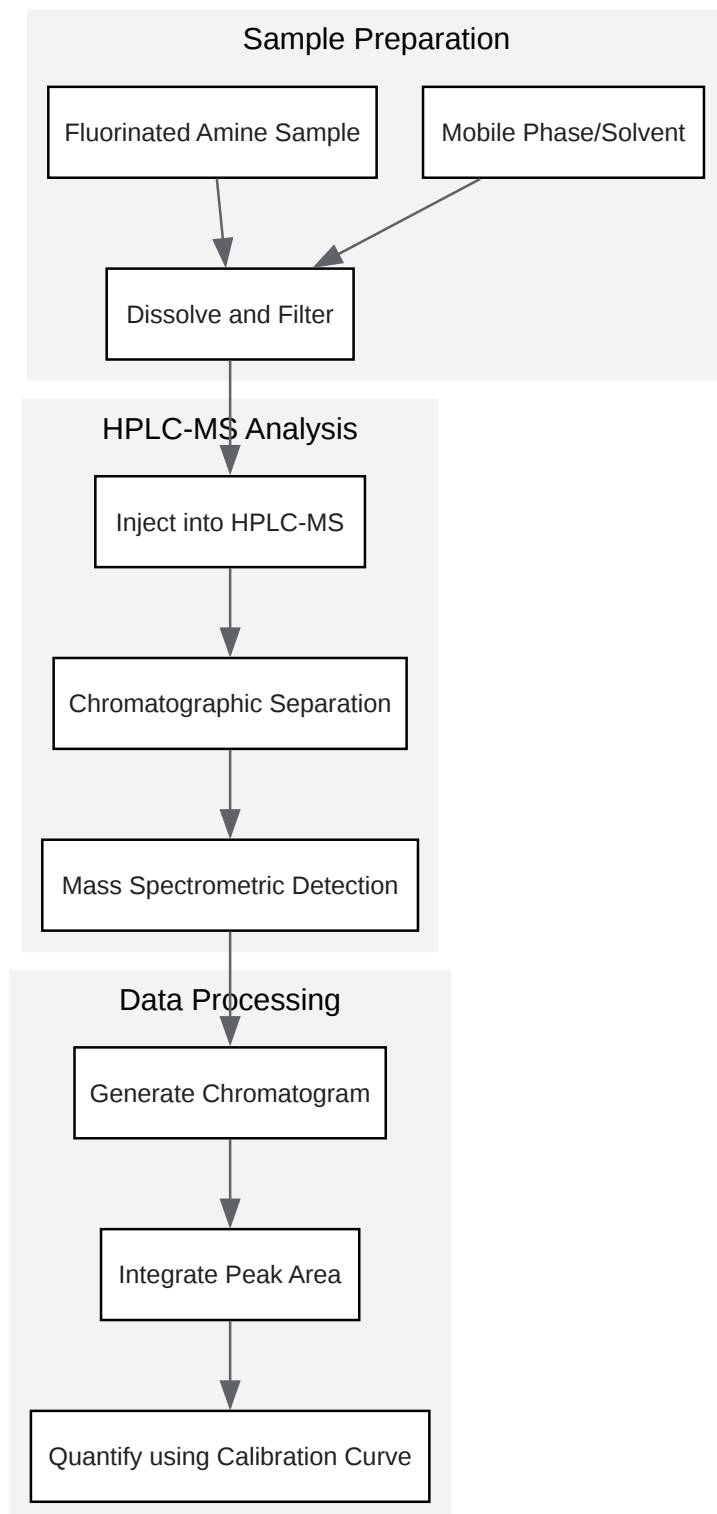 Sample Preparation
Fluorinated Amine Sample
Mobile Phase/Solvent
Dissolve and Filter
HPLC-MS Analysis
Inject into HPLC-MS
Chromatographic Separation
Mass Spectrometric Detection
Data Processing
Generate Chromatogram
Integrate Peak Area
Quantify using Calibration Curve